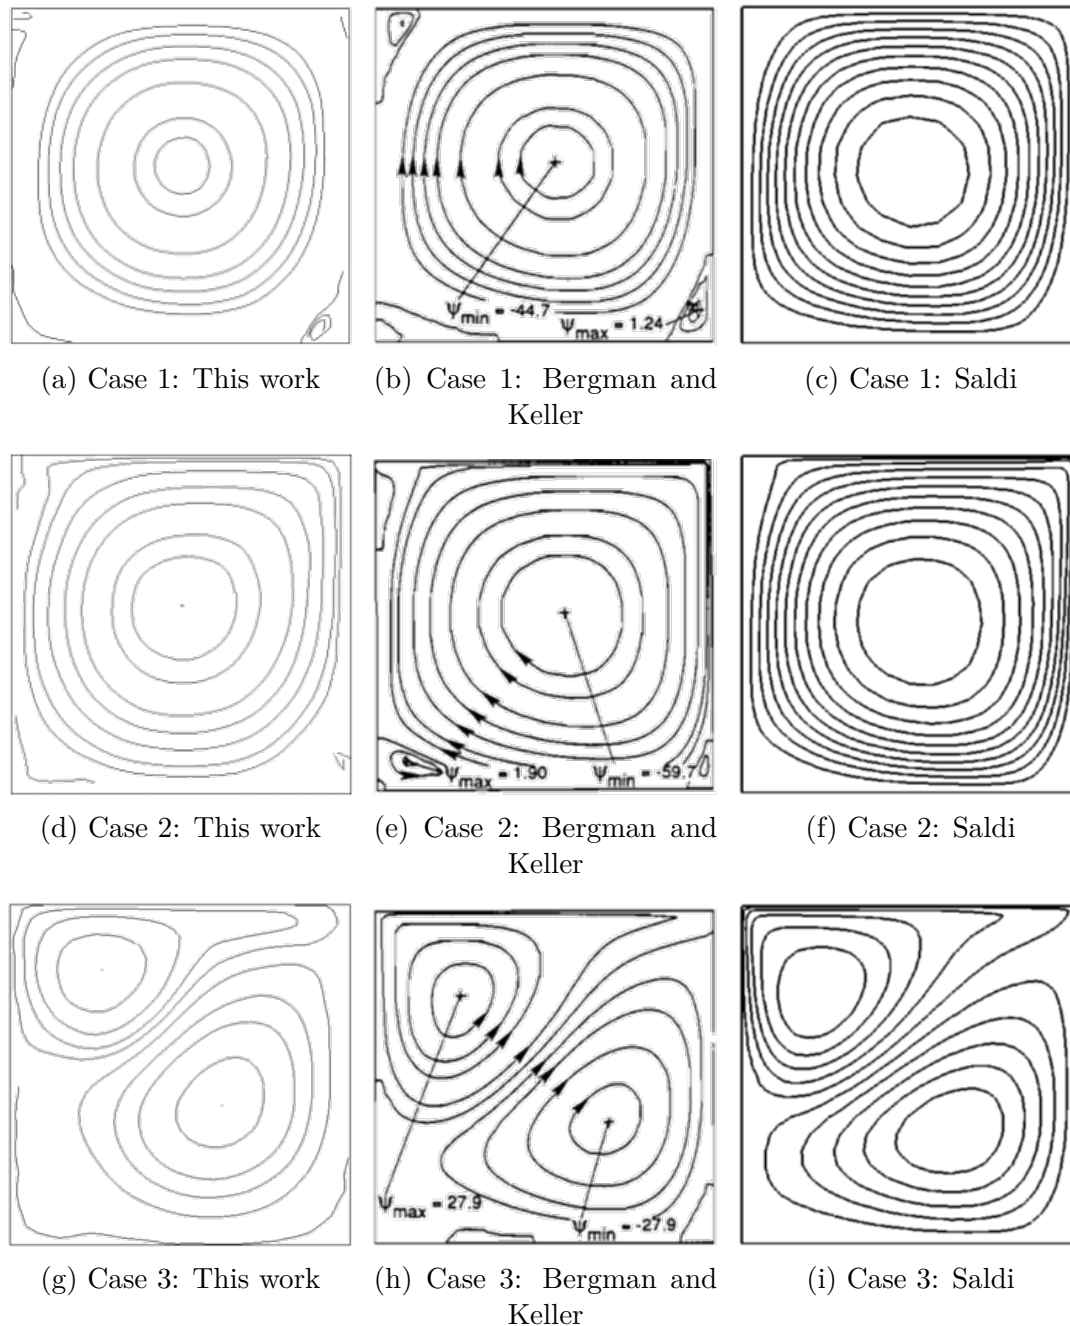 Ψmin = -44.7
Ψmax = 1.24
(a) Case 1: This work
(b) Case 1: Bergman and
Keller
(c) Case 1: Saldi
Ψmax = 1.90
Ψmin = -59.7
(d) Case 2: This work
(e) Case 2: Bergman and
Keller
(f) Case 2: Saldi
Ψmax = 27.9
Ψmin = -27.9
(g) Case 3: This work
(h) Case 3: Bergman and
Keller
(i) Case 3: Saldi